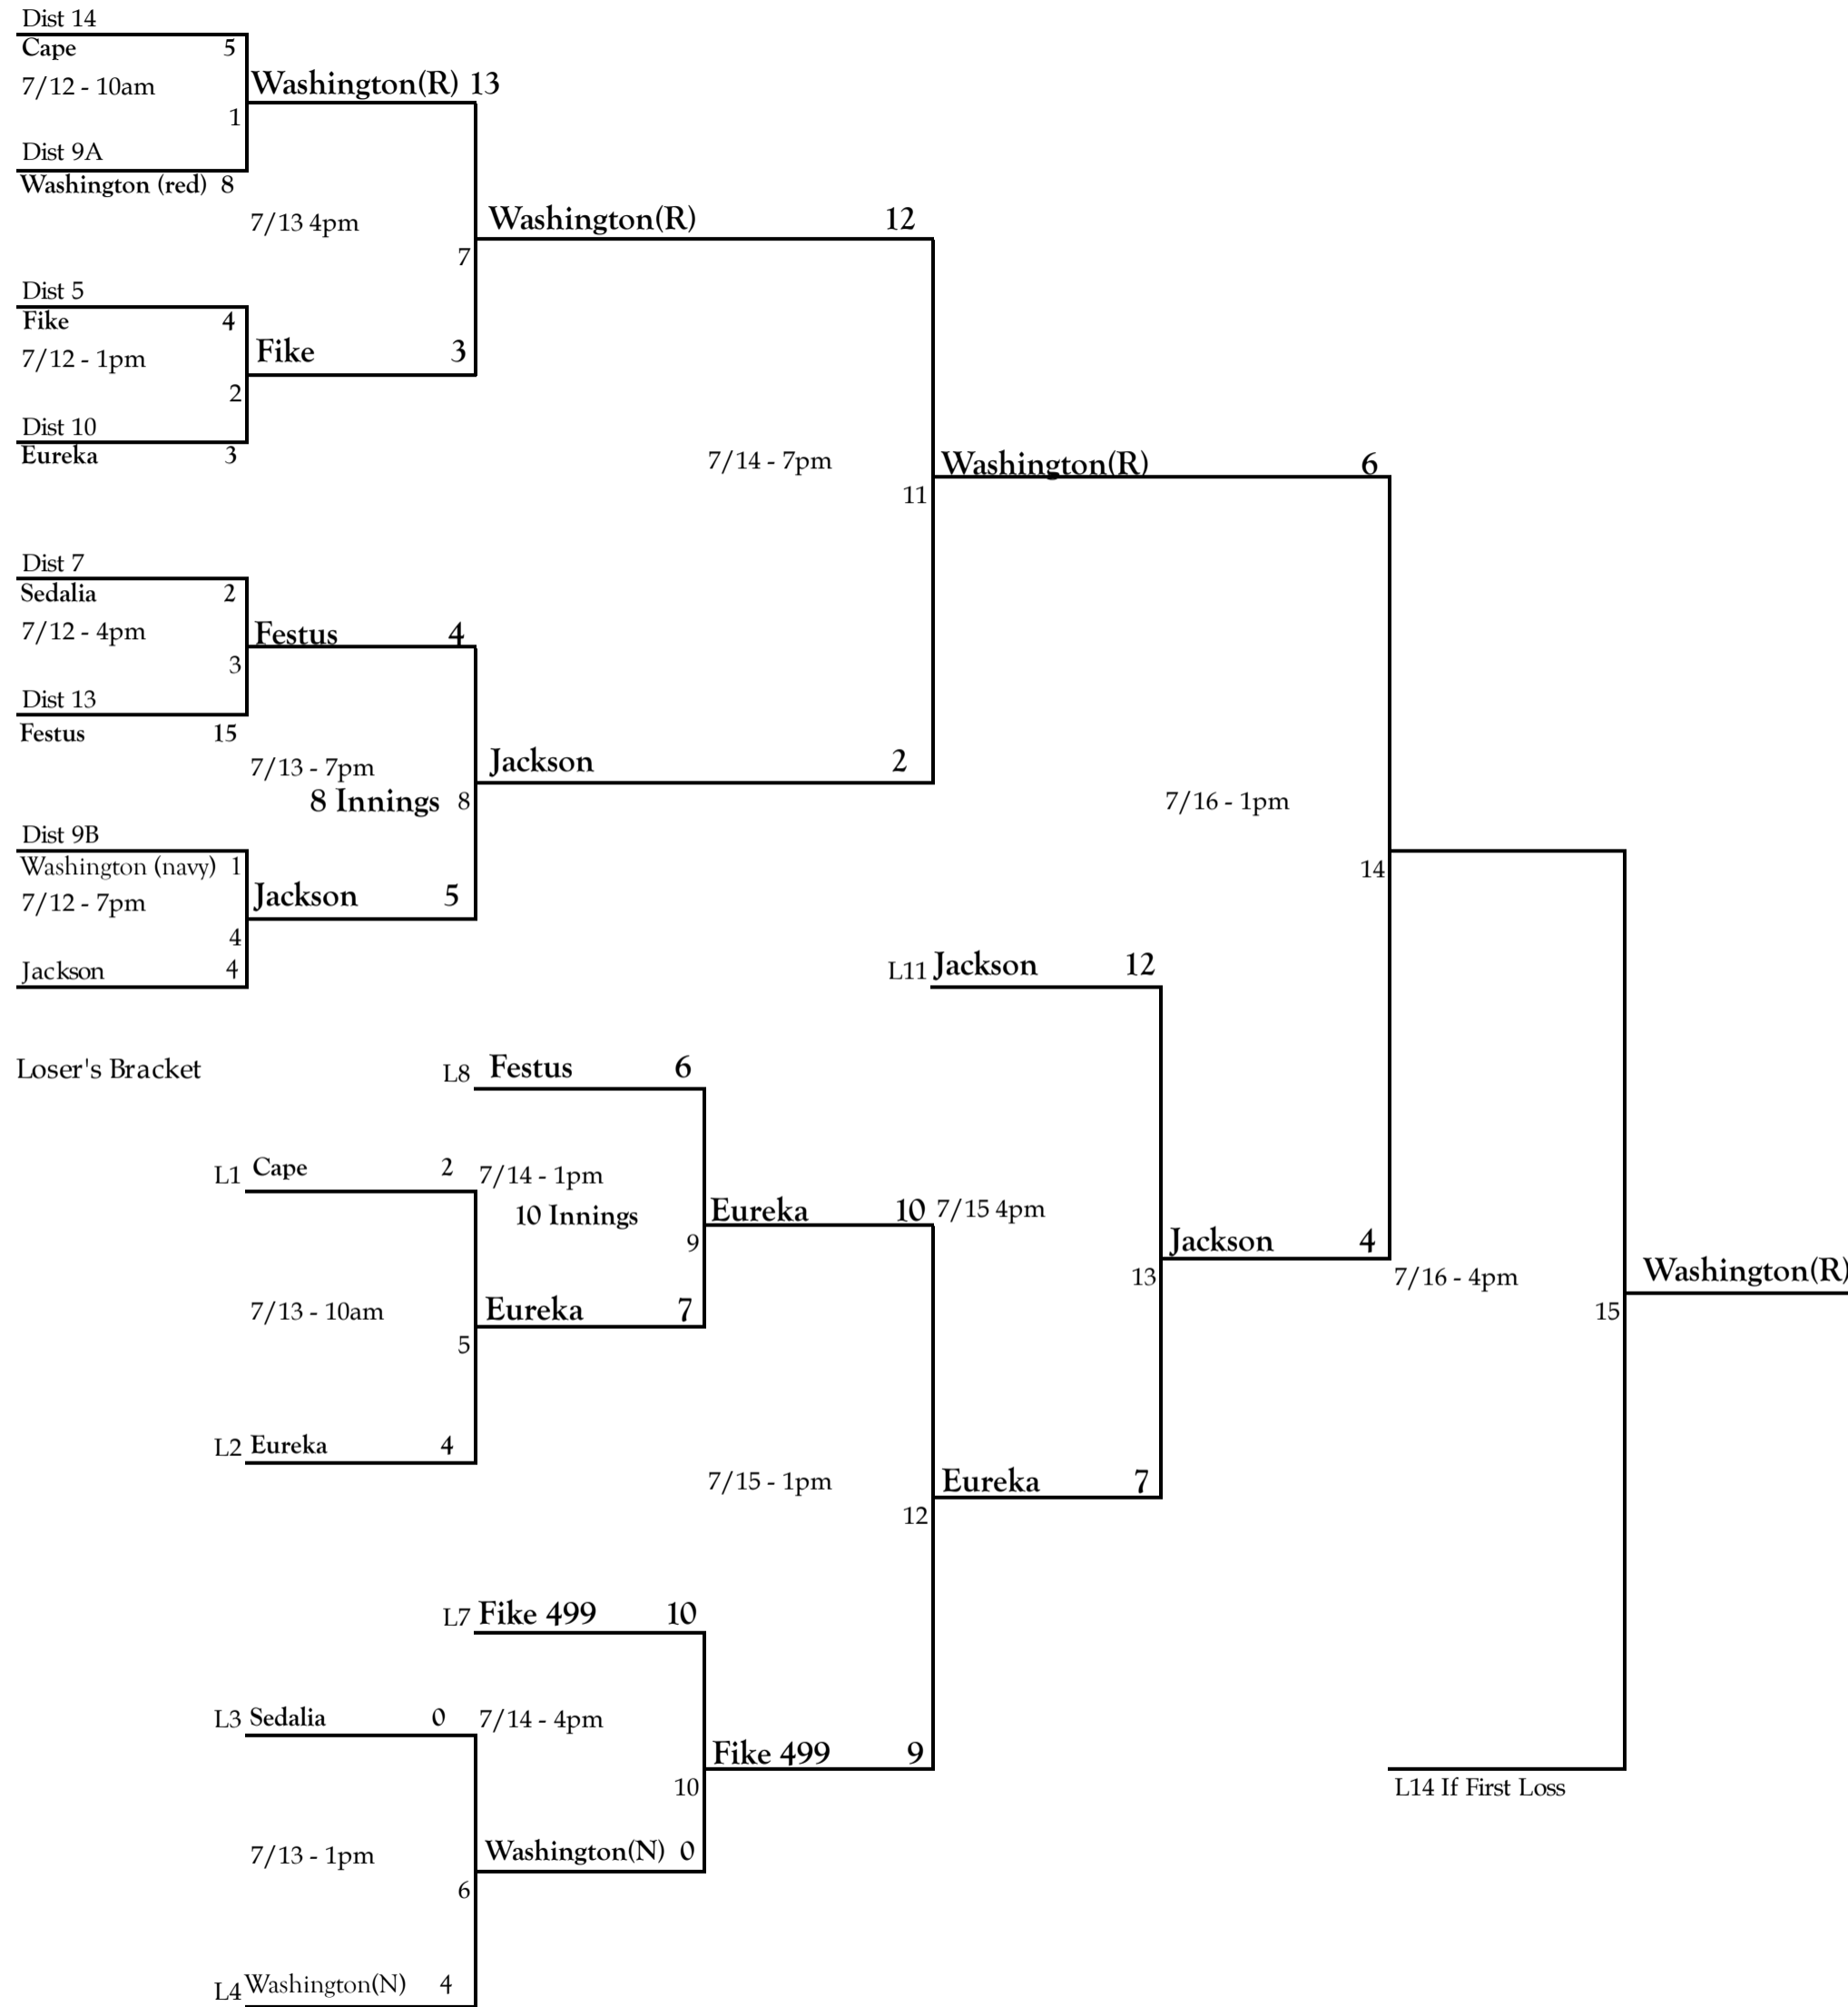 Dist 14
Cape 5
7/12 - 10am
Washington(R) 13
1
Dist 9A
Washington (red) 8
7/13 4pm
Washington(R) 12
7
Dist 5
Fike 4
7/12 - 1pm
Fike 3
2
Dist 10
Eureka 3
7/14 - 7pm
Washington(R) 6
11
Dist 7
Sedalia 2
7/12 - 4pm
Festus 4
3
Dist 13
Festus 15
7/13 - 7pm
Jackson 2
8 Innings 8
7/16 - 1pm
Dist 9B
Washington (navy) 1
7/12 - 7pm
Jackson 5
14
4
Jackson 4
L11 Jackson 12
Loser's Bracket
L8 Festus 6
L1 Cape 2
7/14 - 1pm
10 Innings
Eureka 10
7/15 4pm
9
Jackson 4
13
7/16 - 4pm
Washington(R)
15
7/13 - 10am
Eureka 7
5
L2 Eureka 4
7/15 - 1pm
Eureka 7
12
L7 Fike 499 10
L3 Sedalia 0
7/14 - 4pm
Fike 499 9
10
L14 If First Loss
7/13 - 1pm
Washington(N) 0
6
L4 Washington(N) 4